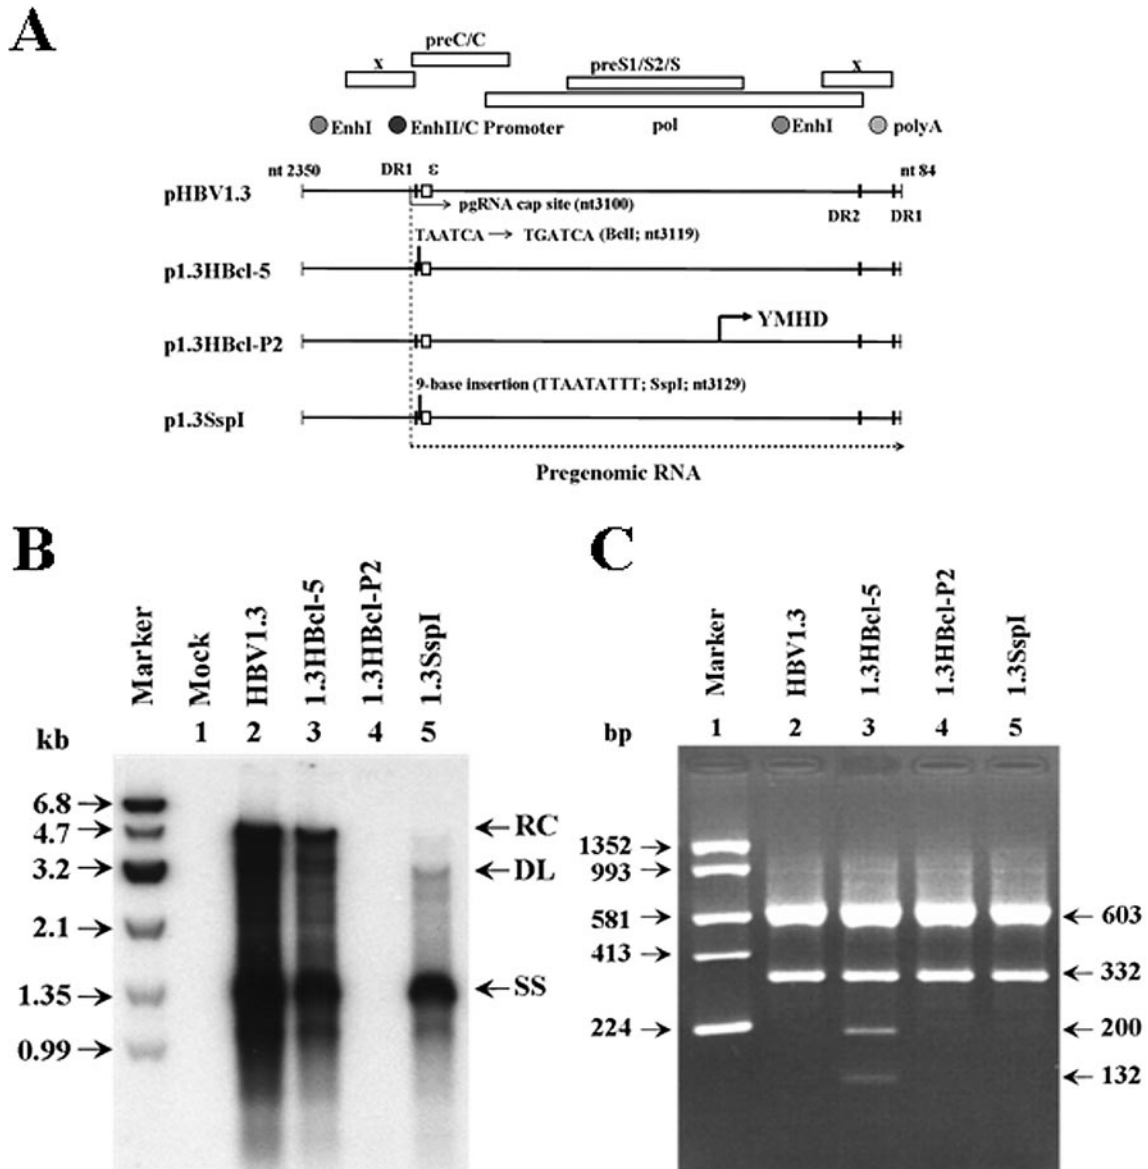 A
preC/C
x
preS1/S2/S
x
EnhI
EnhII/C Promoter
pol
EnhI
polyA
nt 2350
DR1
ε
nt 84
pHBV1.3
pgRNA cap site (nt3100)
DR2
DR1
TAATCA → TGATCA (BclI; nt3119)
p1.3HBcl-5
YMHD
p1.3HBcl-P2
9-base insertion (TTAATATTT; SspI; nt3129)
p1.3SspI
Pregenomic RNA
B
Marker
Mock
HBV1.3
1.3HBcl-5
1.3HBcl-P2
1.3SspI
kb
1 2 3 4 5
6.8
4.7
3.2
2.1
1.35
0.99
RC
DL
SS
C
Marker
HBV1.3
1.3HBcl-5
1.3HBcl-P2
1.3SspI
bp
1 2 3 4 5
1352
993
581
413
224
603
332
200
132